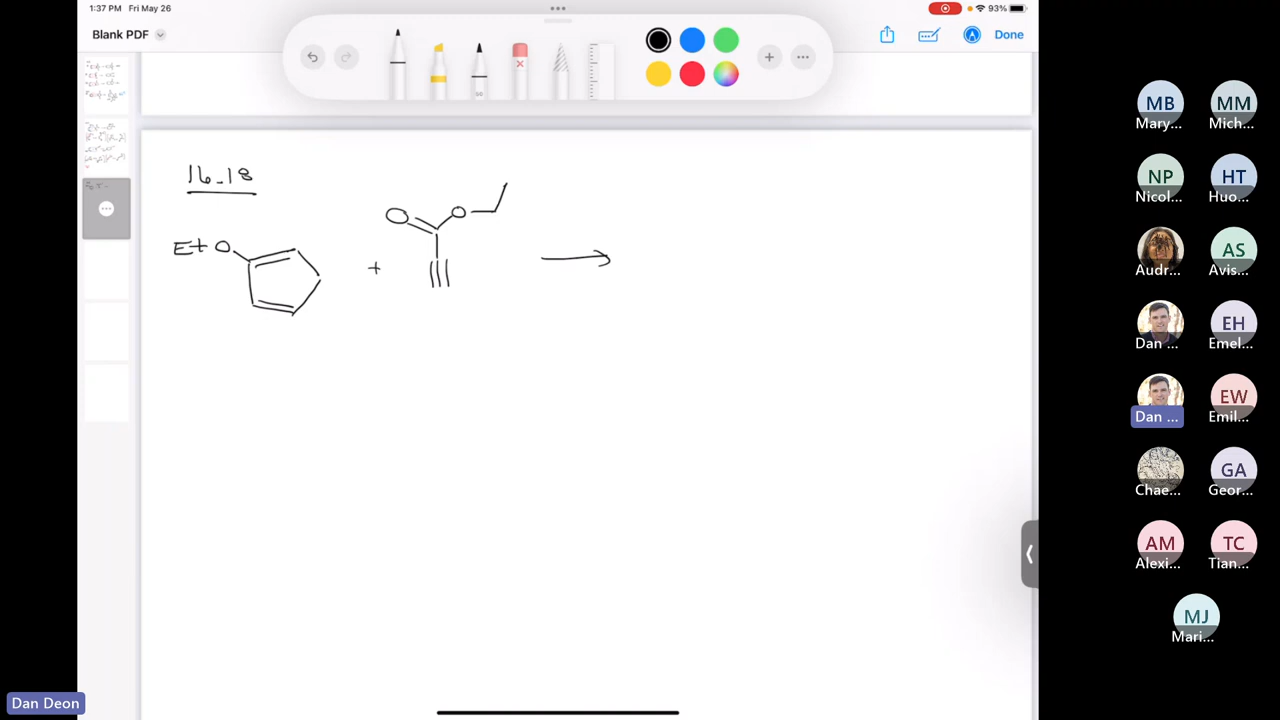 1:37 PM Fri May 26
93%
Blank PDF
Done
16.18
O
O
EtO
+
MB
Mary...
MM
Mich...
NP
Nicol...
HT
Huo...
Audr...
AS
Avis...
Dan ...
EH
Emel...
Dan ...
EW
Emil...
Chae...
GA
Geor...
AM
Alexi...
TC
Tian...
MJ
Mari...
Dan Deon